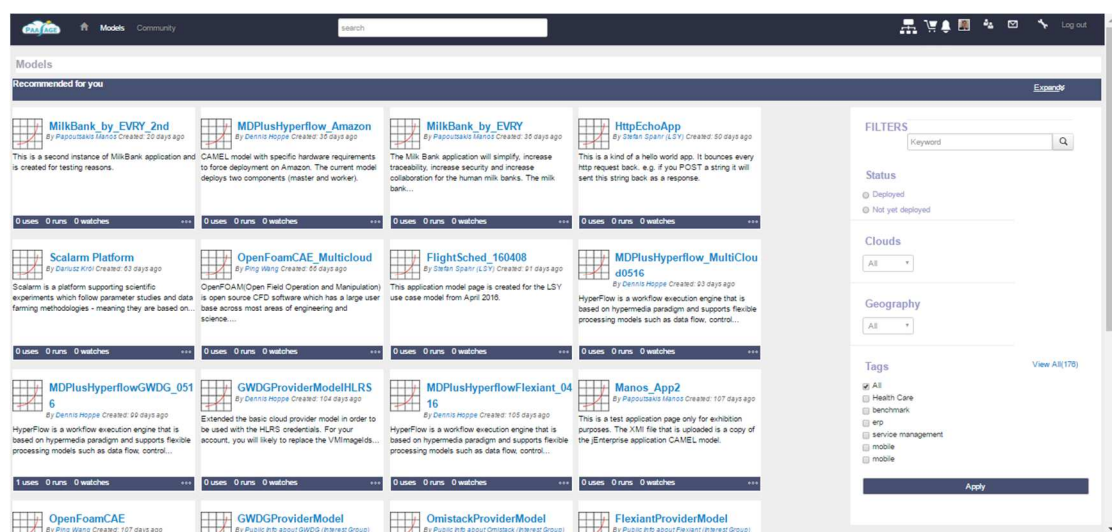 PAASAGE Models Community search Log out
Models
Recommended for you Expand
MilkBank_by_EVRY_2nd
By Papoutsakis Manos Created: 20 days ago
This is a second instance of MilkBank application and
is created for testing reasons.
0 uses 0 runs 0 watches
MDPlusHyperflow_Amazon
By Dennis Hoppe Created: 35 days ago
CAMEL model with specific hardware requirements
to force deployment on Amazon. The current model
deploys two components (master and worker).
0 uses 0 runs 0 watches
MilkBank_by_EVRY
By Papoutsakis Manos Created: 35 days ago
The Milk Bank application will simplify, increase
traceability, increase security and increase
collaboration for the human milk banks. The milk
bank...
0 uses 0 runs 0 watches
HttpEchoApp
By Stefan Spahr (LSY) Created: 50 days ago
This is a kind of a hello world app. It bounces every
http request back. e.g. if you POST a string it will
sent this string back as a response.
0 uses 0 runs 0 watches
Scalarm Platform
By Dariusz Król Created: 63 days ago
Scalarm is a platform supporting scientific
experiments which follow parameter studies and data
farming methodologies - meaning they are based on...
0 uses 0 runs 0 watches
OpenFoamCAE_Multicloud
By Ping Wang Created: 66 days ago
OpenFOAM(Open Field Operation and Manipulation)
is open source CFD software which has a large user
base across most areas of engineering and
science....
0 uses 0 runs 0 watches
FlightSched_160408
By Stefan Spahr (LSY) Created: 91 days ago
This application model page is created for the LSY
use case model from April 2016.
0 uses 0 runs 0 watches
MDPlusHyperflow_MultiClou
d0516
By Dennis Hoppe Created: 93 days ago
HyperFlow is a workflow execution engine that is
based on hypermedia paradigm and supports flexible
processing models such as data flow, control...
0 uses 0 runs 0 watches
MDPlusHyperflowGWDG_051
6
By Dennis Hoppe Created: 99 days ago
HyperFlow is a workflow execution engine that is
based on hypermedia paradigm and supports flexible
processing models such as data flow, control...
1 uses 0 runs 0 watches
GWDGProviderModelHLRS
By Dennis Hoppe Created: 104 days ago
Extended the basic cloud provider model in order to
be used with the HLRS credentials. For your
account, you will likely to replace the VMImageIds...
0 uses 0 runs 0 watches
MDPlusHyperflowFlexiant_04
16
By Dennis Hoppe Created: 105 days ago
HyperFlow is a workflow execution engine that is
based on hypermedia paradigm and supports flexible
processing models such as data flow, control...
0 uses 0 runs 0 watches
Manos_App2
By Papoutsakis Manos Created: 107 days ago
This is a test application page only for exhibition
purposes. The XMI file that is uploaded is a copy of
the jEnterprise application CAMEL model.
0 uses 0 runs 0 watches
OpenFoamCAE
By Ping Wang Created: 107 days ago
GWDGProviderModel
By Public info about GWDG (Interest Group)
OmistackProviderModel
By Public info about Omistack (Interest Group)
FlexiantProviderModel
By Public info about Flexiant (Interest Group)
FILTERS
Keyword
Status
Deployed
Not yet deployed
Clouds
All
Geography
All
Tags View All(176)
All
Health Care
benchmark
erp
service management
mobile
mobile
Apply